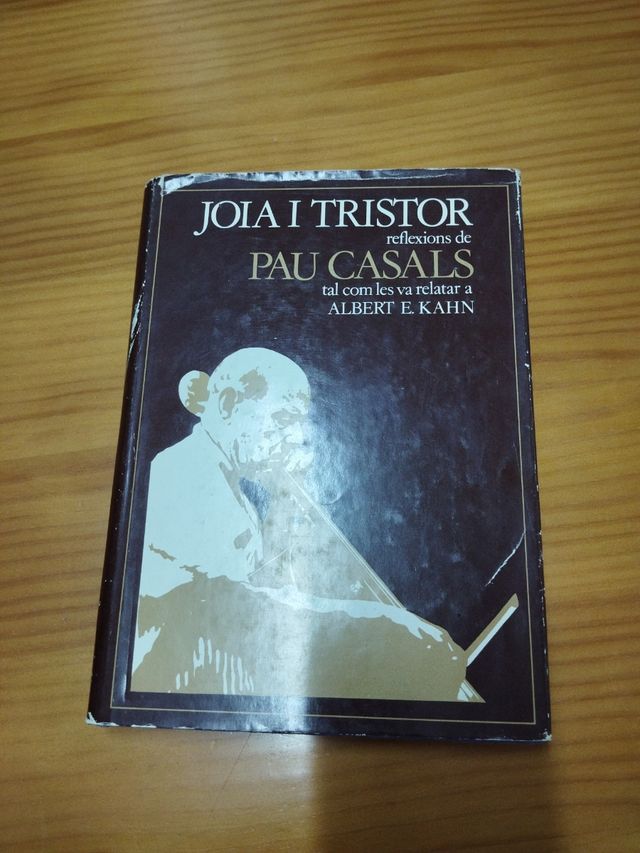 JOIA I TRISTOR
reflexions de
PAU CASALS
tal com les va relatar a
ALBERT E. KAHN